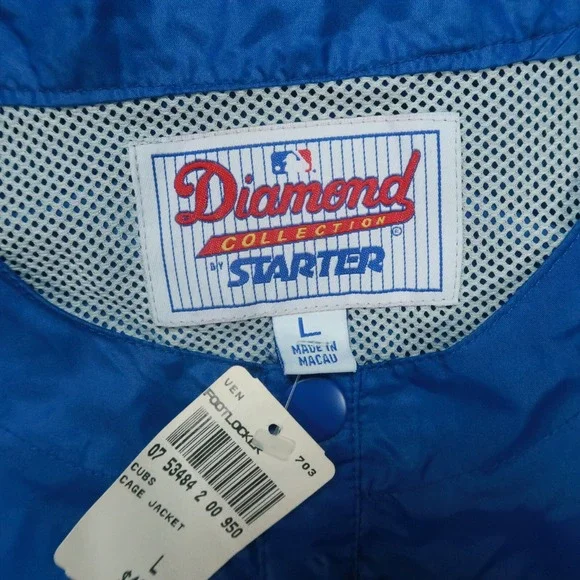 Diamond
COLLECTION
BY STARTER
L
MADE IN
MACAU
VEN
FOOTLOCKER
703
07 53484 2 00 950
CUBS
CAGE JACKET
L